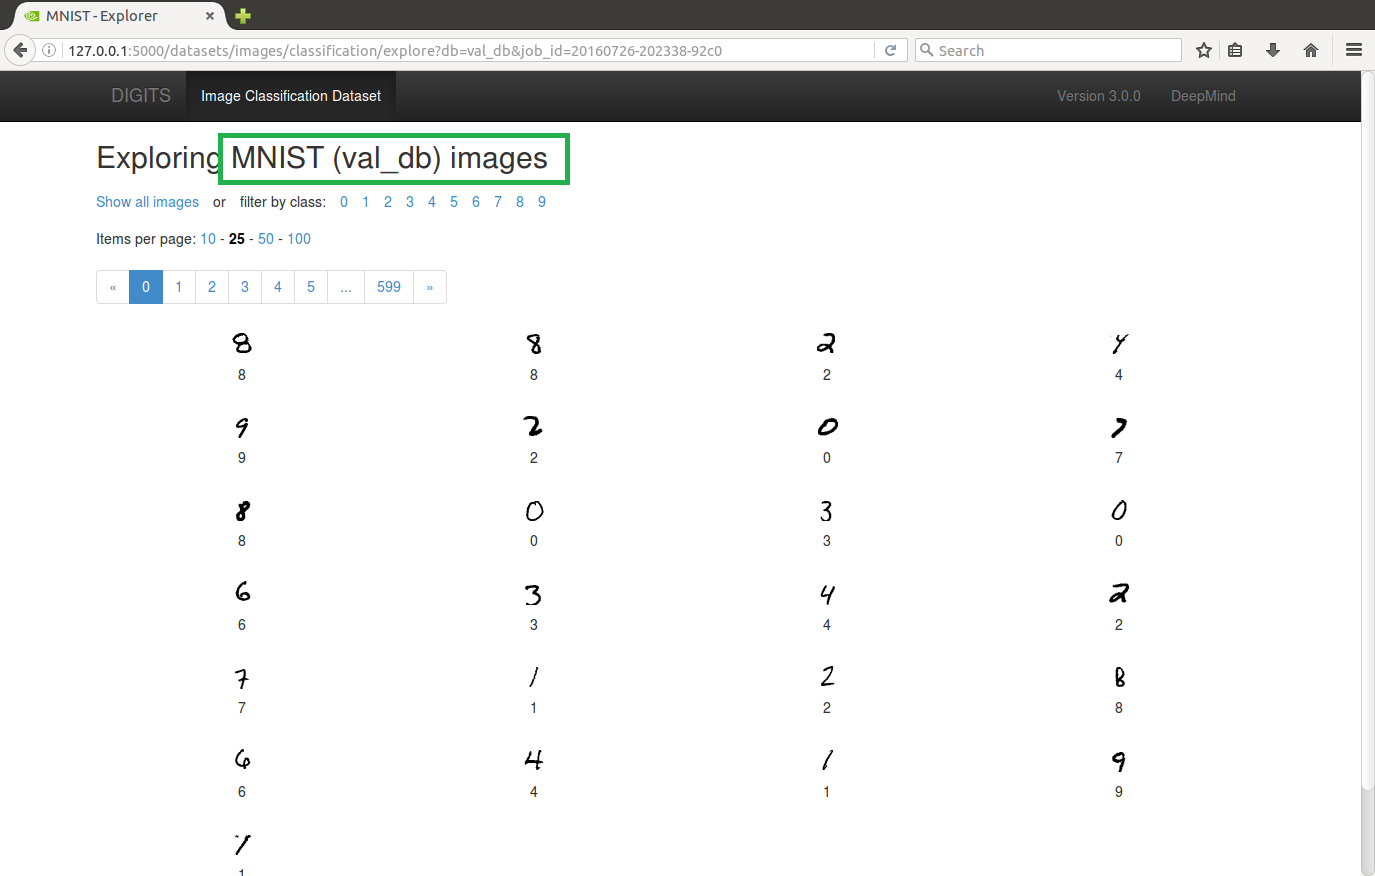 MNIST - Explorer
127.0.0.1:5000/datasets/images/classification/explore?db=val_db&job_id=20160726-202338-92c0
Search
DIGITS Image Classification Dataset Version 3.0.0 DeepMind
Exploring MNIST (val_db) images
Show all images or filter by class: 0 1 2 3 4 5 6 7 8 9
Items per page: 10 - 25 - 50 - 100
« 0 1 2 3 4 5 ... 599 »
8 8 2 4
8 8 2 4
9 2 0 7
9 2 0 7
8 0 3 0
8 0 3 0
6 3 4 2
6 3 4 2
7 1 2 8
7 1 2 8
6 4 1 9
6 4 1 9
1
1